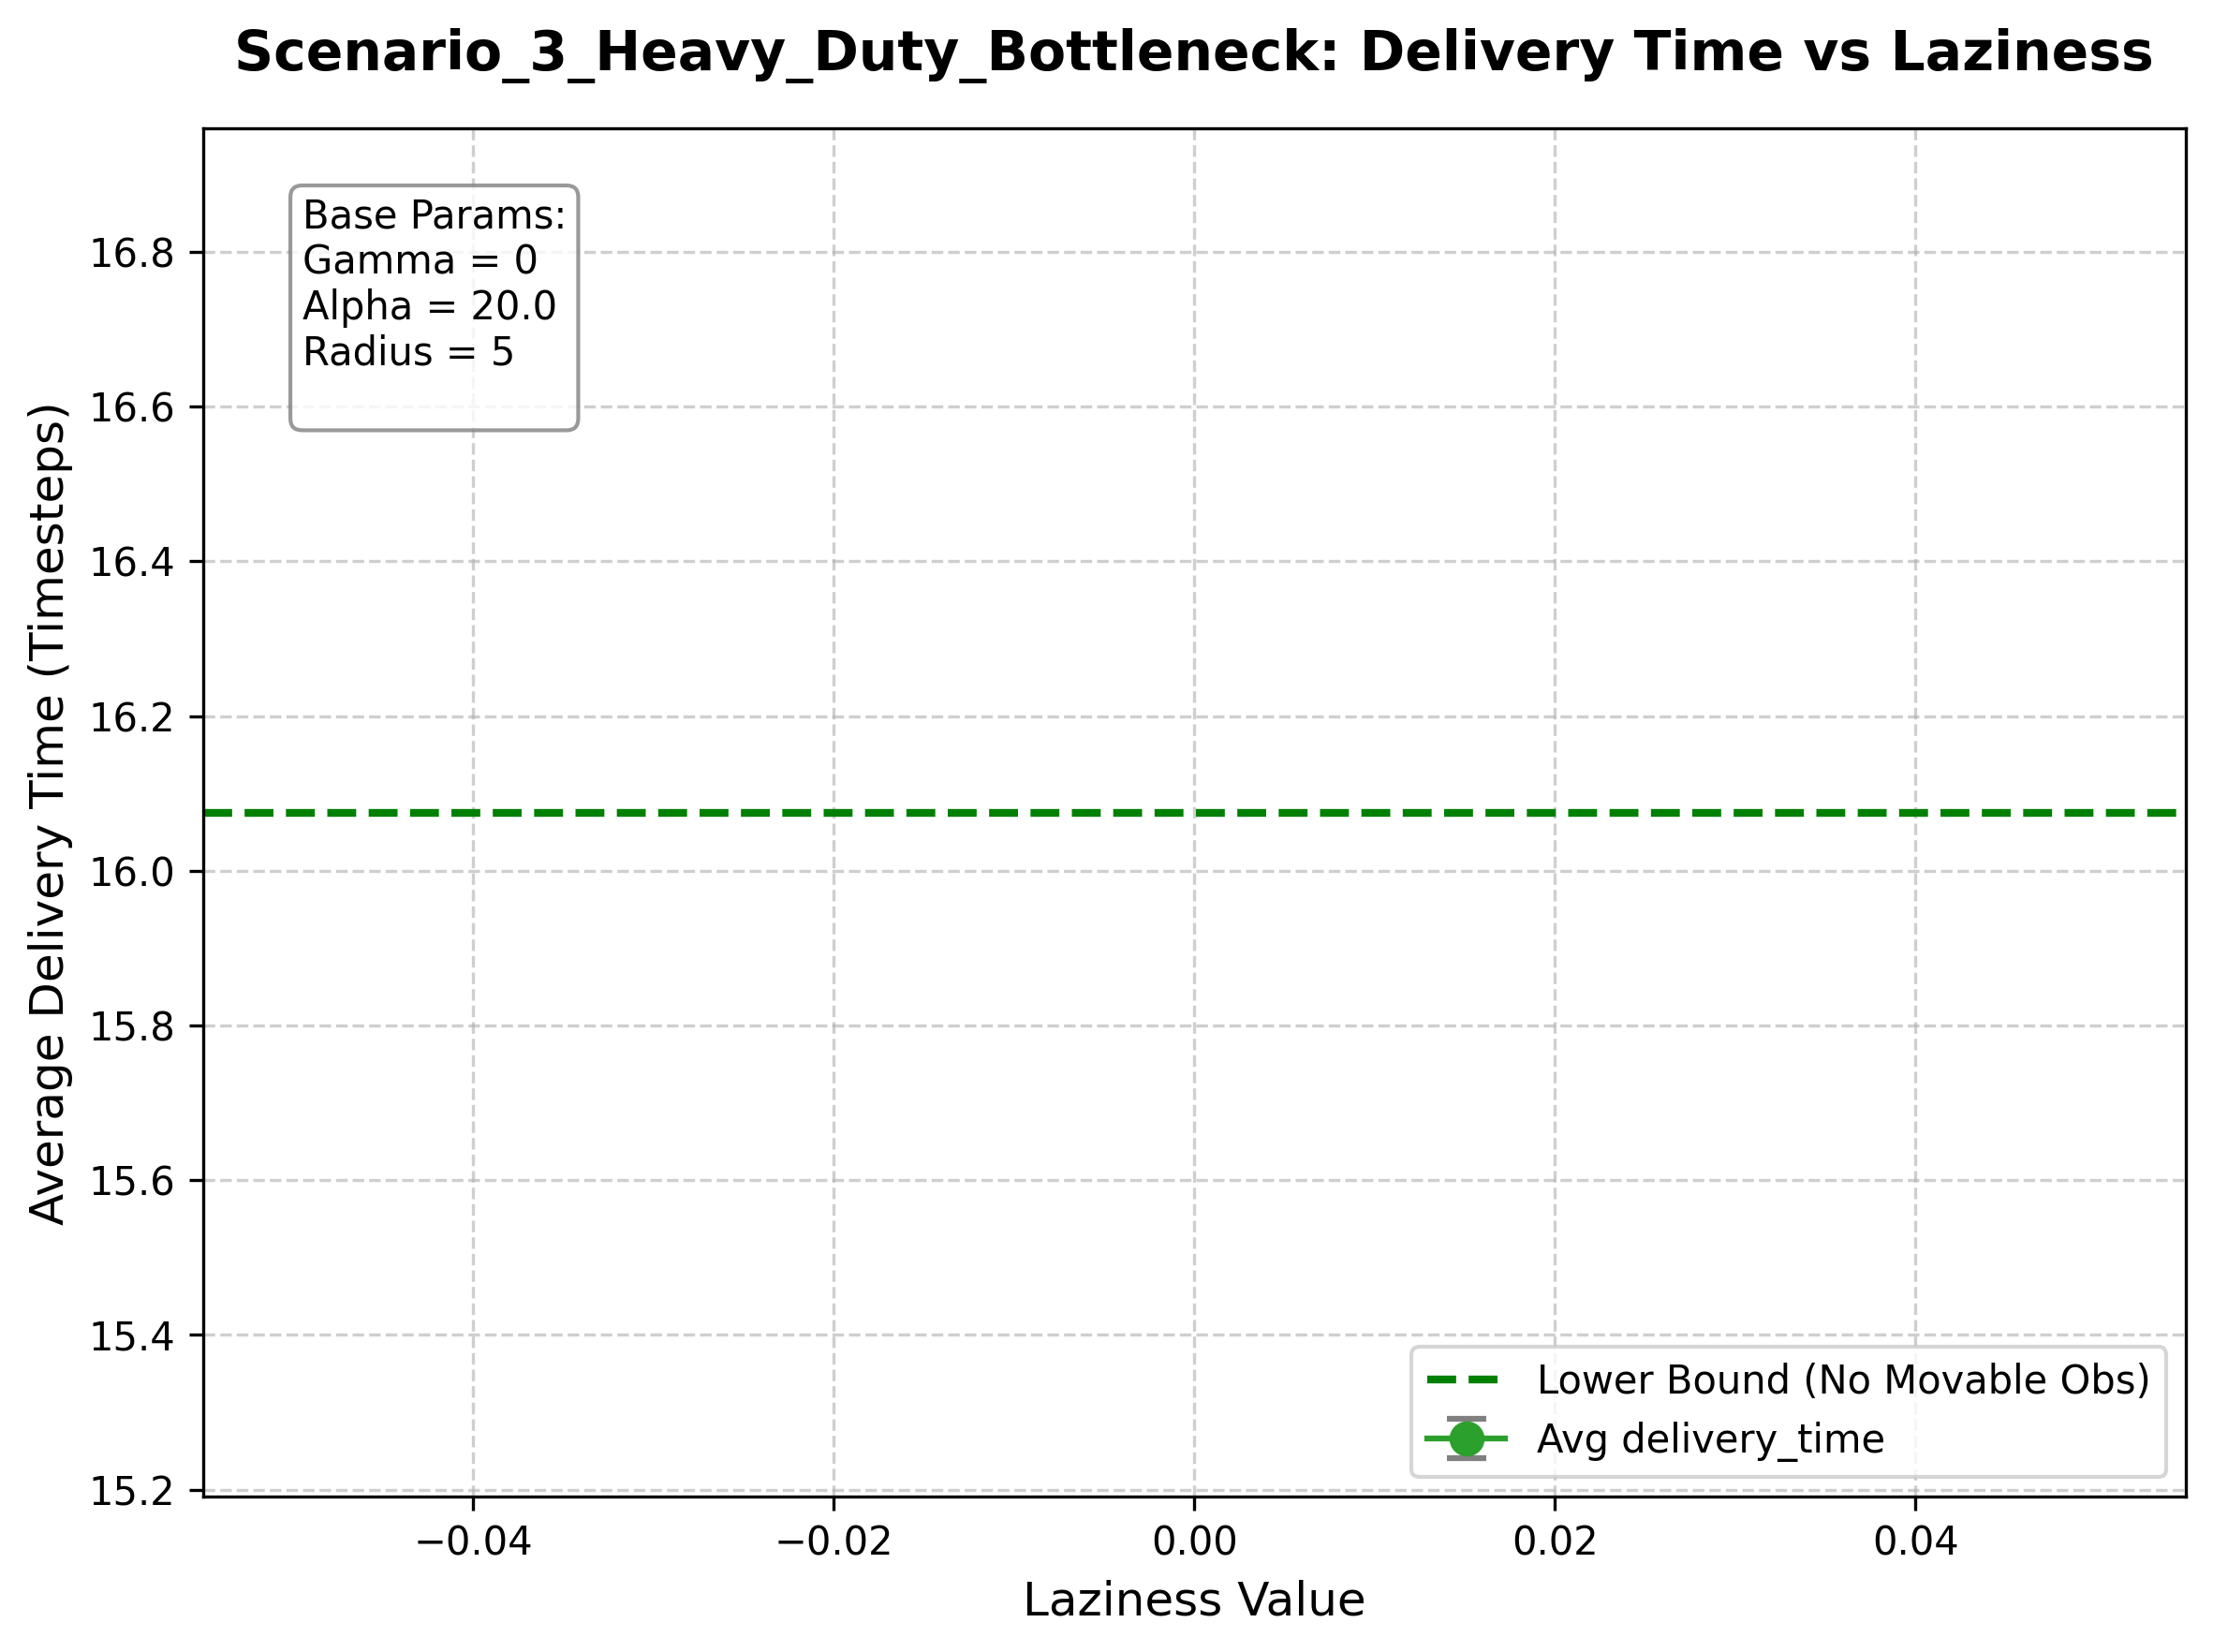 Scenario_3_Heavy_Duty_Bottleneck: Delivery Time vs Laziness
Base Params:
Gamma = 0
Alpha = 20.0
Radius = 5
Average Delivery Time (Timesteps)
16.8
16.6
16.4
16.2
16.0
15.8
15.6
15.4
15.2
Lower Bound (No Movable Obs)
Avg delivery_time
−0.04
−0.02
0.00
0.02
0.04
Laziness Value